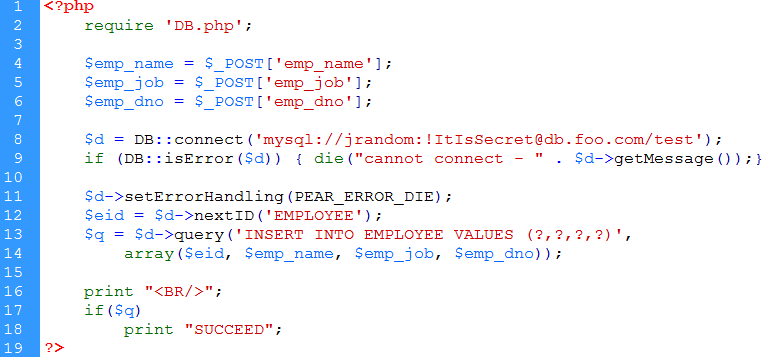 1 <?php
2 require 'DB.php';
3
4 $emp_name = $_POST['emp_name'];
5 $emp_job = $_POST['emp_job'];
6 $emp_dno = $_POST['emp_dno'];
7
8 $d = DB::connect('mysql://jrandom:!ItIsSecret@db.foo.com/test');
9 if (DB::isError($d)) { die("cannot connect - " . $d->getMessage());}
10
11 $d->setErrorHandling(PEAR_ERROR_DIE);
12 $eid = $d->nextID('EMPLOYEE');
13 $q = $d->query('INSERT INTO EMPLOYEE VALUES (?,?,?,?)',
14 array($eid, $emp_name, $emp_job, $emp_dno));
15
16 print "<BR/>";
17 if($q)
18 print "SUCCEED";
19 ?>